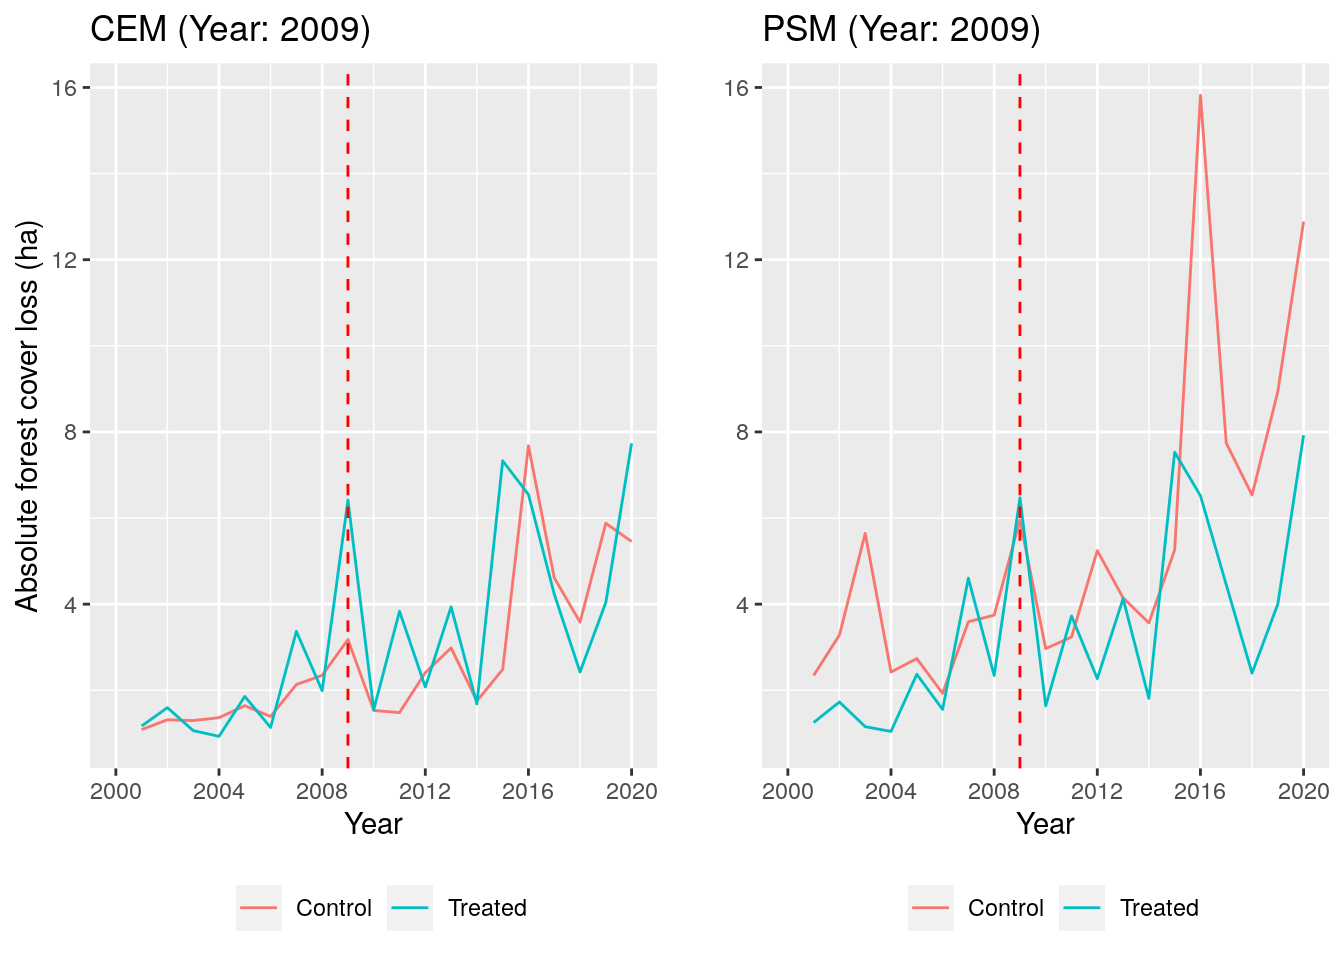 CEM (Year: 2009)
Absolute forest cover loss (ha)
16
12
8
4
2000 2004 2008 2012 2016 2020
Year
Control Treated
PSM (Year: 2009)
16
12
8
4
2000 2004 2008 2012 2016 2020
Year
Control Treated